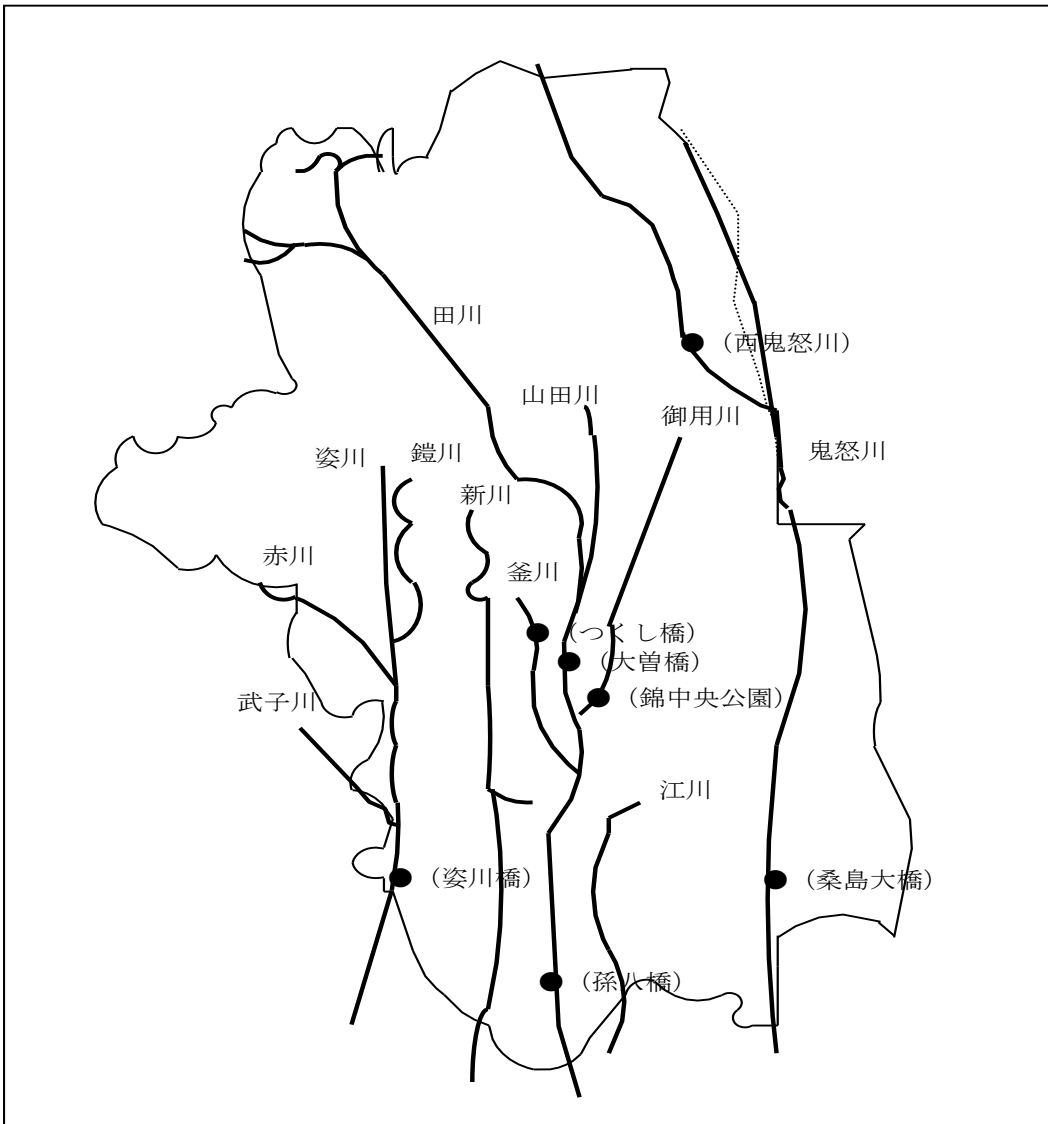 田川
（西鬼怒川）
山田川
御用川
鬼怒川
姿川
鎧川
新川
赤川
釜川
（つくし橋）
（大曽橋）
（錦中央公園）
武子川
江川
（姿川橋）
（桑島大橋）
（孫八橋）